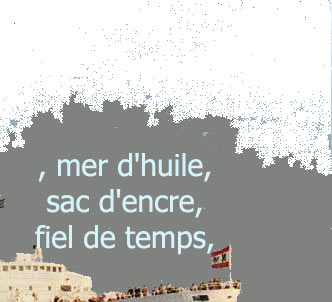 , mer d'huile,
sac d'encre,
fiel de temps,